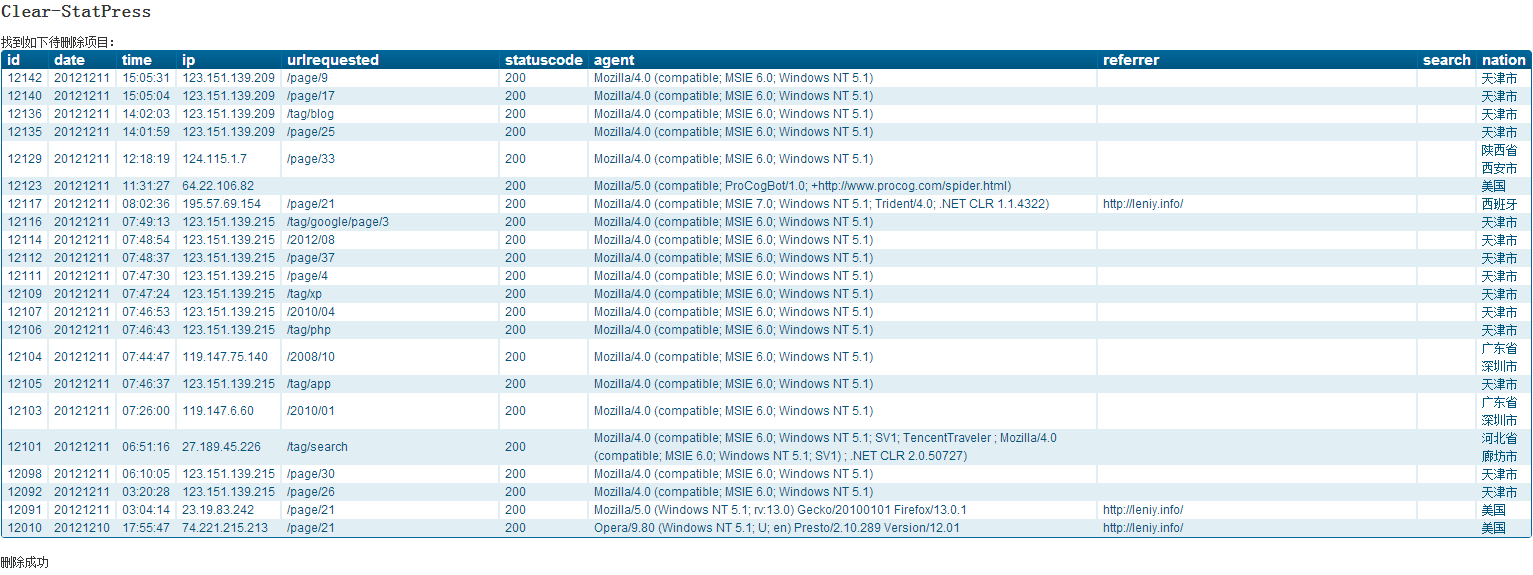 Clear-StatPress
找到如下待删除项目：
id date time ip urlrequested statuscode agent referrer search nation
12142 20121211 15:05:31 123.151.139.209 /page/9 200 Mozilla/4.0 (compatible; MSIE 6.0; Windows NT 5.1) 天津市
12140 20121211 15:05:04 123.151.139.209 /page/17 200 Mozilla/4.0 (compatible; MSIE 6.0; Windows NT 5.1) 天津市
12136 20121211 14:02:03 123.151.139.209 /tag/blog 200 Mozilla/4.0 (compatible; MSIE 6.0; Windows NT 5.1) 天津市
12135 20121211 14:01:59 123.151.139.209 /page/25 200 Mozilla/4.0 (compatible; MSIE 6.0; Windows NT 5.1) 天津市
12129 20121211 12:18:19 124.115.1.7 /page/33 200 Mozilla/4.0 (compatible; MSIE 6.0; Windows NT 5.1) 陕西省
西安市
12123 20121211 11:31:27 64.22.106.82 200 Mozilla/5.0 (compatible; ProCogBot/1.0; +http://www.procog.com/spider.html) 美国
12117 20121211 08:02:36 195.57.69.154 /page/21 200 Mozilla/4.0 (compatible; MSIE 7.0; Windows NT 5.1; Trident/4.0; .NET CLR 1.1.4322) http://leniy.info/ 西班牙
12116 20121211 07:49:13 123.151.139.215 /tag/google/page/3 200 Mozilla/4.0 (compatible; MSIE 6.0; Windows NT 5.1) 天津市
12114 20121211 07:48:54 123.151.139.215 /2012/08 200 Mozilla/4.0 (compatible; MSIE 6.0; Windows NT 5.1) 天津市
12112 20121211 07:48:37 123.151.139.215 /page/37 200 Mozilla/4.0 (compatible; MSIE 6.0; Windows NT 5.1) 天津市
12111 20121211 07:47:30 123.151.139.215 /page/4 200 Mozilla/4.0 (compatible; MSIE 6.0; Windows NT 5.1) 天津市
12109 20121211 07:47:24 123.151.139.215 /tag/xp 200 Mozilla/4.0 (compatible; MSIE 6.0; Windows NT 5.1) 天津市
12107 20121211 07:46:53 123.151.139.215 /2010/04 200 Mozilla/4.0 (compatible; MSIE 6.0; Windows NT 5.1) 天津市
12106 20121211 07:46:43 123.151.139.215 /tag/php 200 Mozilla/4.0 (compatible; MSIE 6.0; Windows NT 5.1) 天津市
12104 20121211 07:44:47 119.147.75.140 /2008/10 200 Mozilla/4.0 (compatible; MSIE 6.0; Windows NT 5.1) 广东省
深圳市
12105 20121211 07:46:37 123.151.139.215 /tag/app 200 Mozilla/4.0 (compatible; MSIE 6.0; Windows NT 5.1) 天津市
12103 20121211 07:26:00 119.147.6.60 /2010/01 200 Mozilla/4.0 (compatible; MSIE 6.0; Windows NT 5.1) 广东省
深圳市
12101 20121211 06:51:16 27.189.45.226 /tag/search 200 Mozilla/4.0 (compatible; MSIE 6.0; Windows NT 5.1; SV1; TencentTraveler ; Mozilla/4.0 河北省
(compatible; MSIE 6.0; Windows NT 5.1; SV1) ; .NET CLR 2.0.50727) 廊坊市
12098 20121211 06:10:05 123.151.139.215 /page/30 200 Mozilla/4.0 (compatible; MSIE 6.0; Windows NT 5.1) 天津市
12092 20121211 03:20:28 123.151.139.215 /page/26 200 Mozilla/4.0 (compatible; MSIE 6.0; Windows NT 5.1) 天津市
12091 20121211 03:04:14 23.19.83.242 /page/21 200 Mozilla/5.0 (Windows NT 5.1; rv:13.0) Gecko/20100101 Firefox/13.0.1 http://leniy.info/ 美国
12010 20121210 17:55:47 74.221.215.213 /page/21 200 Opera/9.80 (Windows NT 5.1; U; en) Presto/2.10.289 Version/12.01 http://leniy.info/ 美国
删除成功